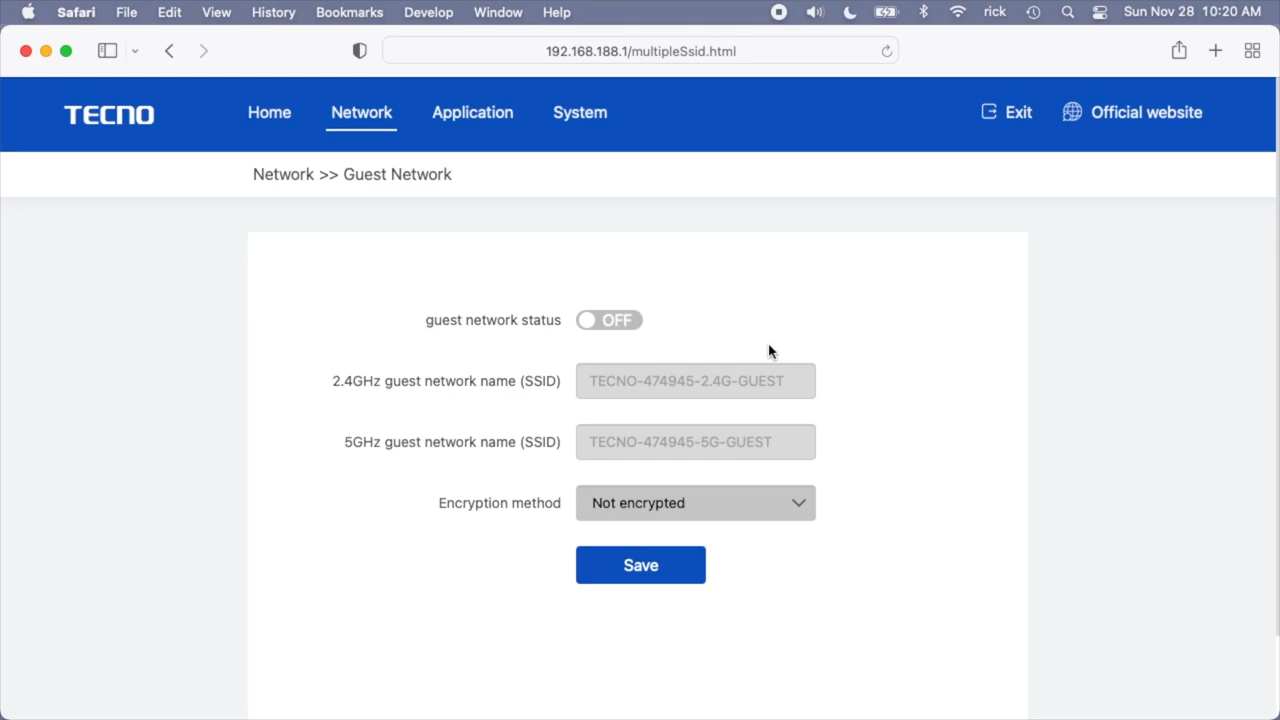 Safari File Edit View History Bookmarks Develop Window Help rick Sun Nov 28 10:20 AM
192.168.188.1/multipleSsid.html
TECNO Home Network Application System Exit Official website
Network >> Guest Network
guest network status OFF
2.4GHz guest network name (SSID) TECNO-474945-2.4G-GUEST
5GHz guest network name (SSID) TECNO-474945-5G-GUEST
Encryption method Not encrypted
Save